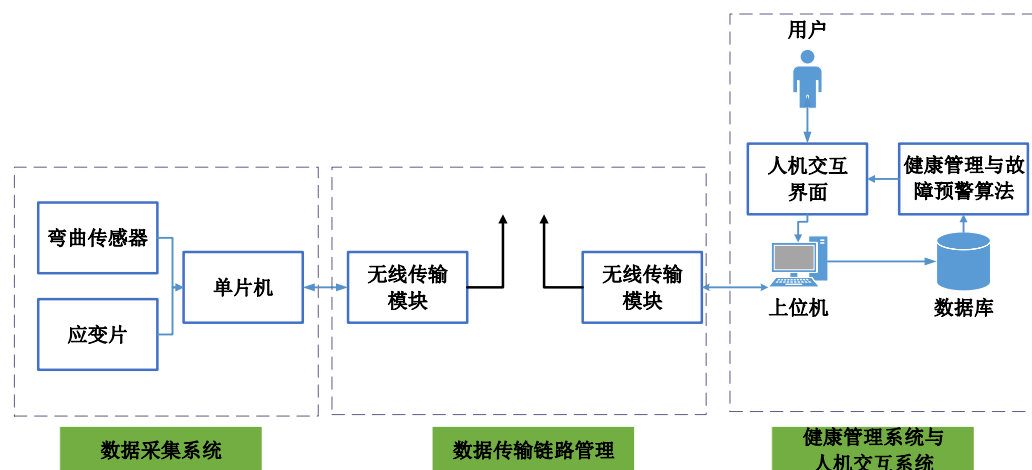 用户
人机交互
界面
健康管理与故
障预警算法
弯曲传感器
应变片
单片机
无线传输
模块
无线传输
模块
上位机
数据库
数据采集系统
数据传输链路管理
健康管理系统与
人机交互系统